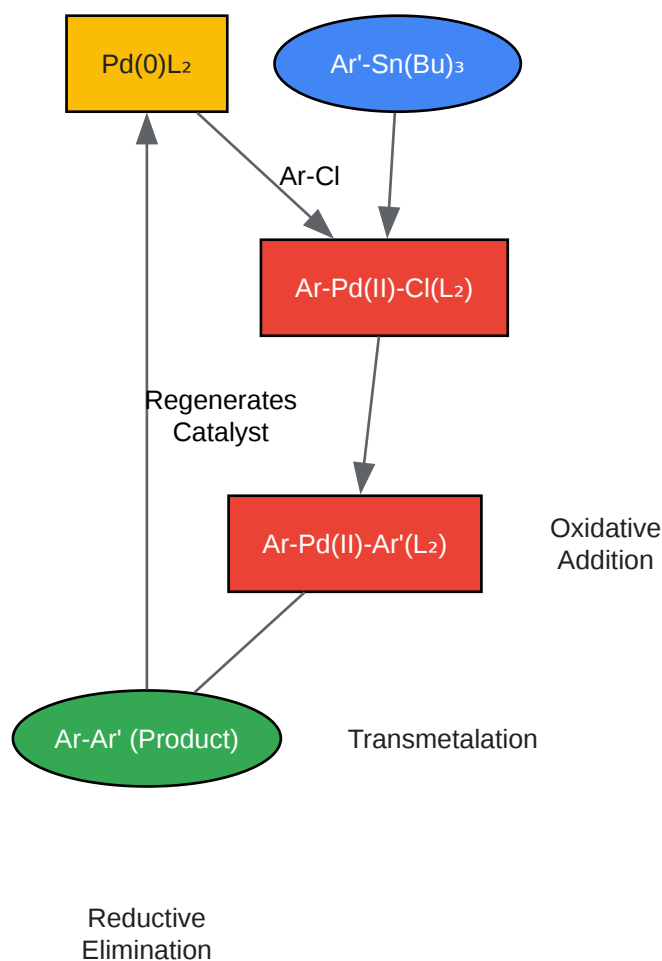 Pd(0)L₂
Ar'-Sn(Bu)₃
Ar-Cl
Ar-Pd(II)-Cl(L₂)
Regenerates
Catalyst
Ar-Pd(II)-Ar'(L₂)
Oxidative
Addition
Ar-Ar' (Product)
Transmetalation
Reductive
Elimination